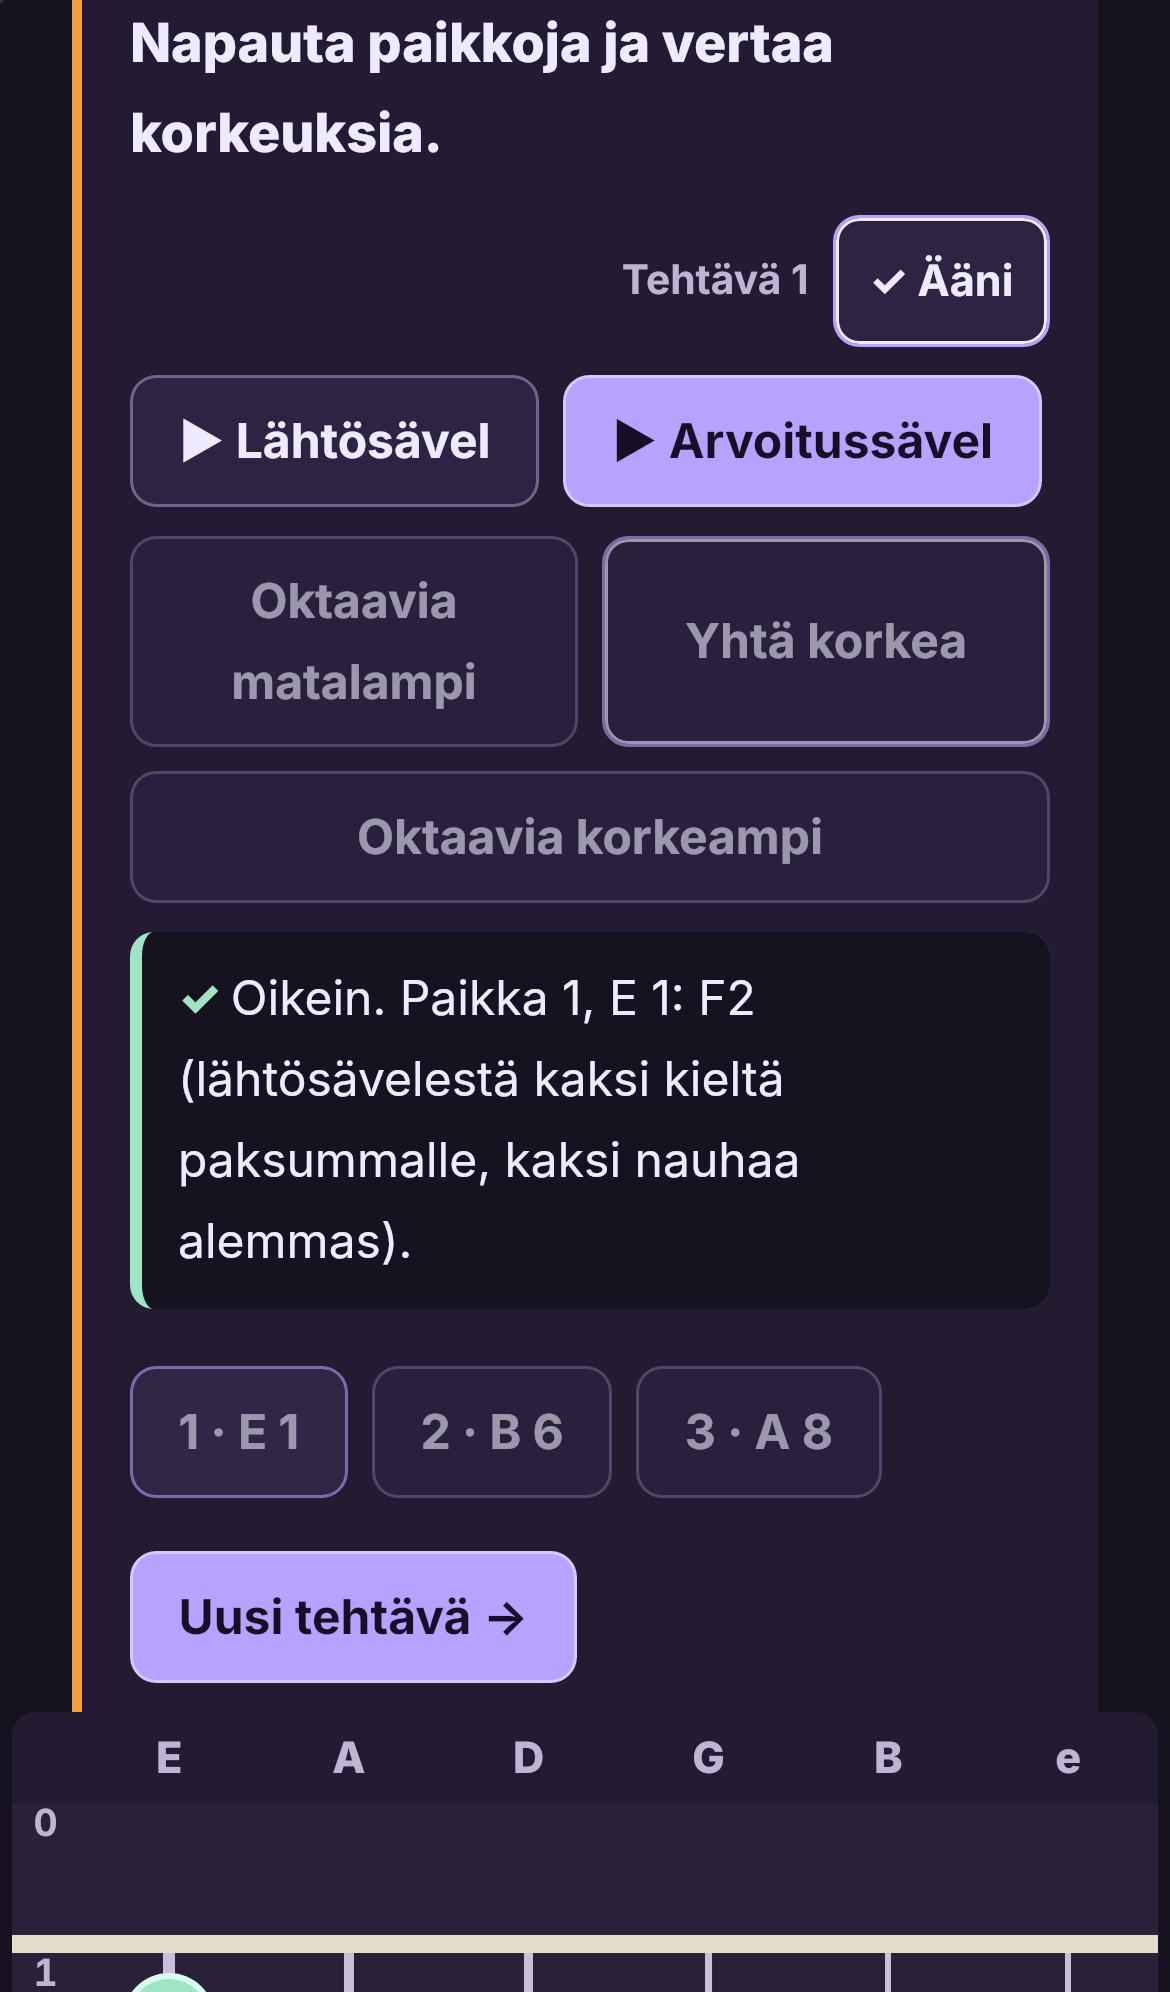 Napauta paikkoja ja vertaa
korkeuksia.
Tehtävä 1
✓ Ääni
▶ Lähtösävel
▶ Arvoitussävel
Oktaavia
matalampi
Yhtä korkea
Oktaavia korkeampi
✓ Oikein. Paikka 1, E 1: F2
(lähtösävelestä kaksi kieltä
paksummalle, kaksi nauhaa
alemmas).
1 · E 1
2 · B 6
3 · A 8
Uusi tehtävä →
E A D G B e
0
1